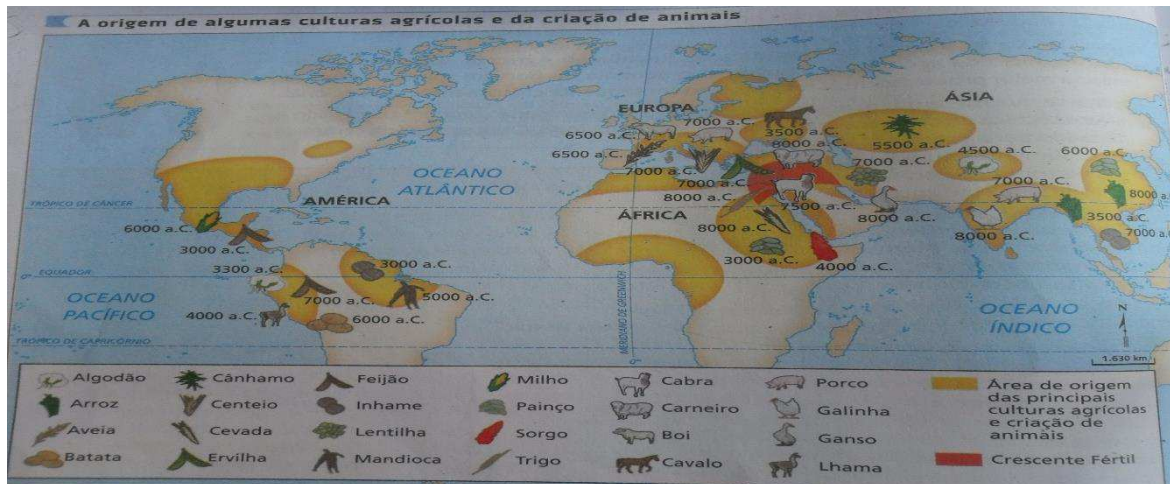 A origem de algumas culturas agrícolas e da criação de animais
ÁSIA
EUROPA
7000 a.C.
6500 a.C.
3500 a.C.
8000 a.C.
5500 a.C.
4500 a.C.
6000 a.C.
6500 a.C.
7000 a.C.
7000 a.C.
7000 a.C.
7000 a.C.
OCEANO
ATLÂNTICO
TRÓPICO DE CÂNCER
AMÉRICA
8000 a.C.
7500 a.C.
8000 a.C.
8000 a.
3500 a.C.
ÁFRICA
6000 a.C.
8000 a.C.
8000 a.C.
7000 a.C
3000 a.C.
3000 a.C.
4000 a.C.
EQUADOR
3300 a.C.
3000 a.C.
7000 a.C.
5000 a.C.
OCEANO
PACÍFICO
4000 a.C.
6000 a.C.
MERIDIANO DE GREENWICH
0°
0°
OCEANO
ÍNDICO
N
TRÓPICO DE CAPRICÓRNIO
1.630 km
Algodão
Cânhamo
Feijão
Milho
Cabra
Porco
Área de origem
das principais
culturas agrícolas
e criação de
animais
Arroz
Centeio
Inhame
Painço
Carneiro
Galinha
Aveia
Cevada
Lentilha
Sorgo
Boi
Ganso
Batata
Ervilha
Mandioca
Trigo
Cavalo
Lhama
Crescente Fértil